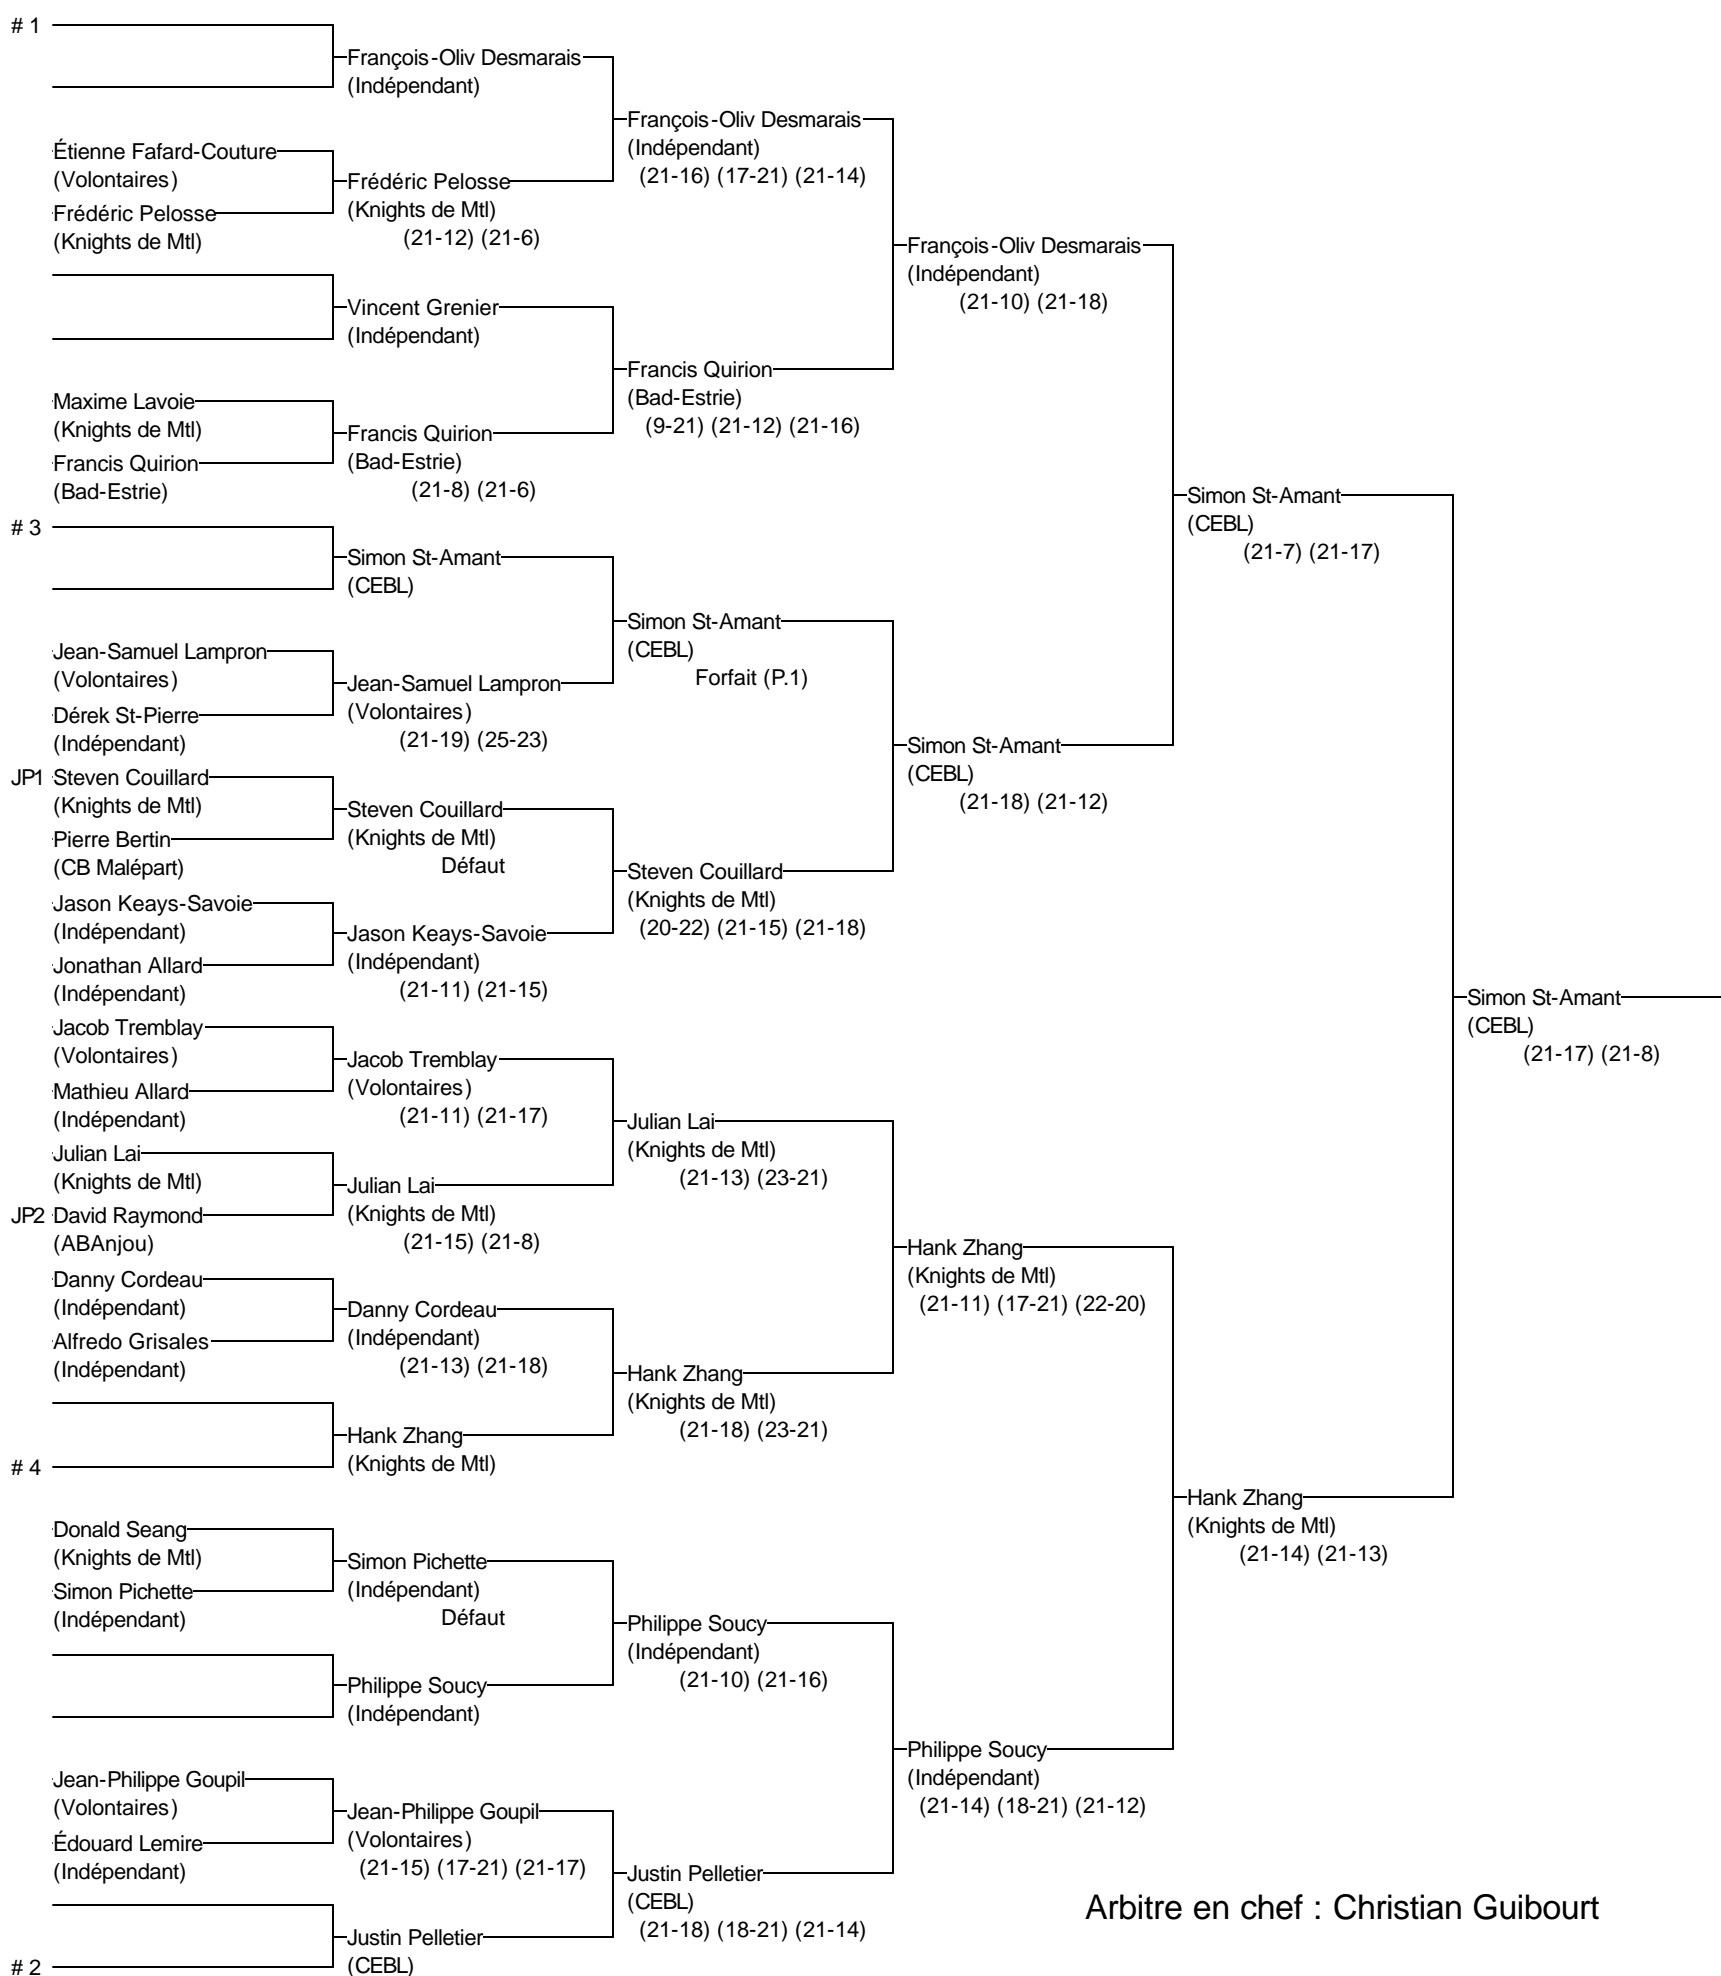 # 1
François-Oliv Desmarais
(Indépendant)
Étienne Fafard-Couture
(Volontaires)
Frédéric Pelosse
(Knights de Mtl)
Frédéric Pelosse
(Knights de Mtl)
(21-12) (21-6)
François-Oliv Desmarais
(Indépendant)
(21-16) (17-21) (21-14)
Vincent Grenier
(Indépendant)
Maxime Lavoie
(Knights de Mtl)
Francis Quirion
(Bad-Estrie)
Francis Quirion
(Bad-Estrie)
(21-8) (21-6)
Francis Quirion
(Bad-Estrie)
(9-21) (21-12) (21-16)
François-Oliv Desmarais
(Indépendant)
(21-10) (21-18)
# 3
Simon St-Amant
(CEBL)
Jean-Samuel Lampron
(Volontaires)
Dérek St-Pierre
(Indépendant)
Jean-Samuel Lampron
(Volontaires)
(21-19) (25-23)
Simon St-Amant
(CEBL)
Forfait (P.1)
JP1 Steven Couillard
(Knights de Mtl)
Pierre Bertin
(CB Malépart)
Steven Couillard
(Knights de Mtl)
Défaut
Jason Keays-Savoie
(Indépendant)
Jonathan Allard
(Indépendant)
Jason Keays-Savoie
(Indépendant)
(21-11) (21-15)
Steven Couillard
(Knights de Mtl)
(20-22) (21-15) (21-18)
Simon St-Amant
(CEBL)
(21-18) (21-12)
Simon St-Amant
(CEBL)
(21-7) (21-17)
Jacob Tremblay
(Volontaires)
Mathieu Allard
(Indépendant)
Jacob Tremblay
(Volontaires)
(21-11) (21-17)
Julian Lai
(Knights de Mtl)
JP2 David Raymond
(ABAnjou)
Julian Lai
(Knights de Mtl)
(21-15) (21-8)
Julian Lai
(Knights de Mtl)
(21-13) (23-21)
Danny Cordeau
(Indépendant)
Alfredo Grisales
(Indépendant)
Danny Cordeau
(Indépendant)
(21-13) (21-18)
Hank Zhang
(Knights de Mtl)
# 4
Hank Zhang
(Knights de Mtl)
(21-18) (23-21)
Hank Zhang
(Knights de Mtl)
(21-11) (17-21) (22-20)
Donald Seang
(Knights de Mtl)
Simon Pichette
(Indépendant)
Simon Pichette
(Indépendant)
Défaut
Philippe Soucy
(Indépendant)
Philippe Soucy
(Indépendant)
(21-10) (21-16)
Jean-Philippe Goupil
(Volontaires)
Édouard Lemire
(Indépendant)
Jean-Philippe Goupil
(Volontaires)
(21-15) (17-21) (21-17)
Justin Pelletier
(CEBL)
# 2
Justin Pelletier
(CEBL)
(21-18) (18-21) (21-14)
Philippe Soucy
(Indépendant)
(21-14) (18-21) (21-12)
Hank Zhang
(Knights de Mtl)
(21-14) (21-13)
Simon St-Amant
(CEBL)
(21-17) (21-8)
Arbitre en chef : Christian Guibourt